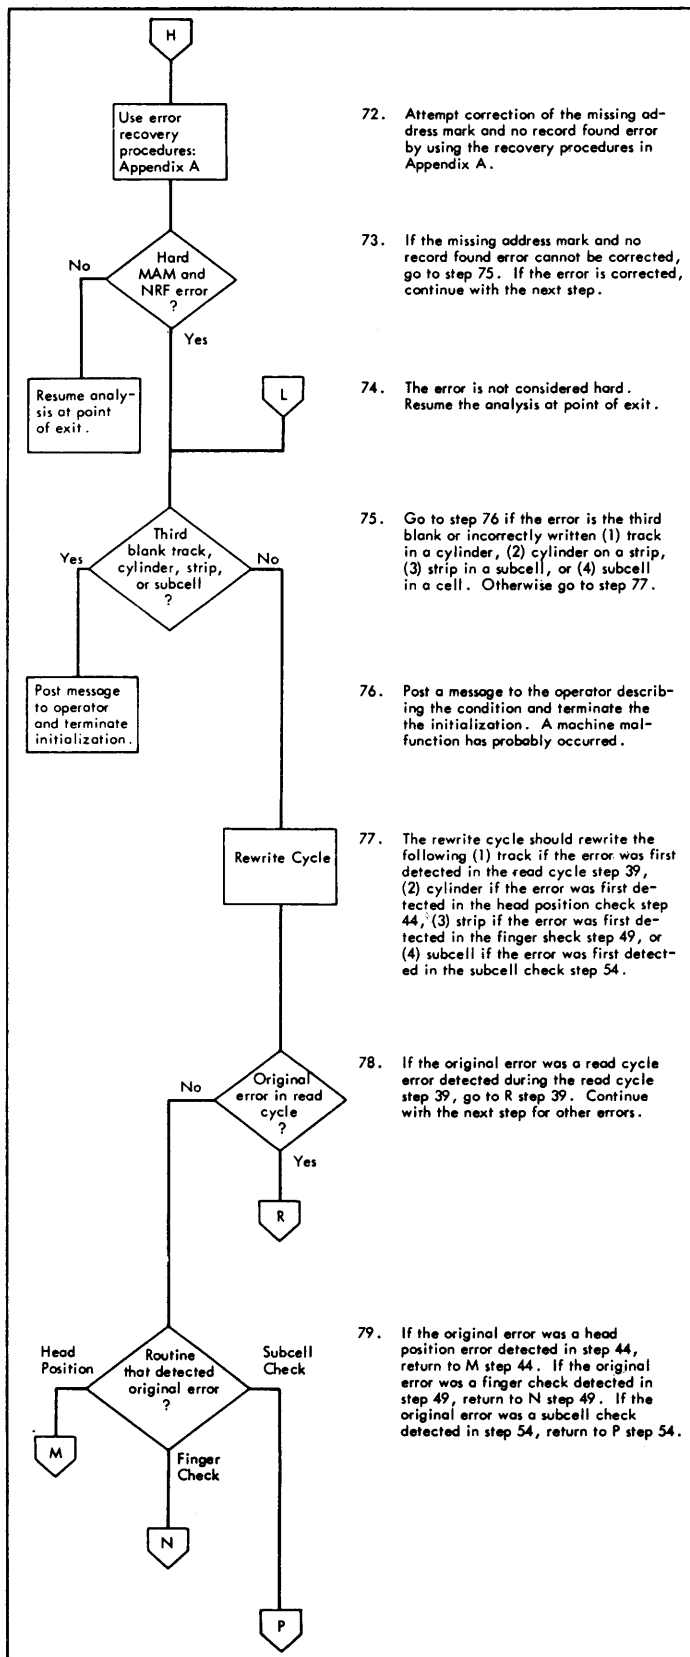 H
Use error
recovery
procedures:
Appendix A
72. Attempt correction of the missing ad-
dress mark and no record found error
by using the recovery procedures in
Appendix A.
Hard
MAM and
NRF error
?
No
Yes
73. If the missing address mark and no
record found error cannot be corrected,
go to step 75. If the error is corrected,
continue with the next step.
Resume analy-
sis at point
of exit.
L
74. The error is not considered hard.
Resume the analysis at point of exit.
Third
blank track,
cylinder, strip,
or subcell
?
Yes
No
75. Go to step 76 if the error is the third
blank or incorrectly written (1) track
in a cylinder, (2) cylinder on a strip,
(3) strip in a subcell, or (4) subcell
in a cell. Otherwise go to step 77.
Post message
to operator
and terminate
initialization.
76. Post a message to the operator describ-
ing the condition and terminate the
the initialization. A machine mal-
function has probably occurred.
Rewrite Cycle
77. The rewrite cycle should rewrite the
following (1) track if the error was first
detected in the read cycle step 39,
(2) cylinder if the error was first de-
tected in the head position check step
44, (3) strip if the error was first de-
tected in the finger sheck step 49, or
(4) subcell if the error was first detect-
ed in the subcell check step 54.
Original
error in read
cycle
?
No
Yes
78. If the original error was a read cycle
error detected during the read cycle
step 39, go to R step 39. Continue
with the next step for other errors.
R
Head
Position
Routine
that detected
original error
?
Subcell
Check
Finger
Check
79. If the original error was a head
position error detected in step 44,
return to M step 44. If the original
error was a finger check detected in
step 49, return to N step 49. If the
original error was a subcell check
detected in step 54, return to P step 54.
M
N
P